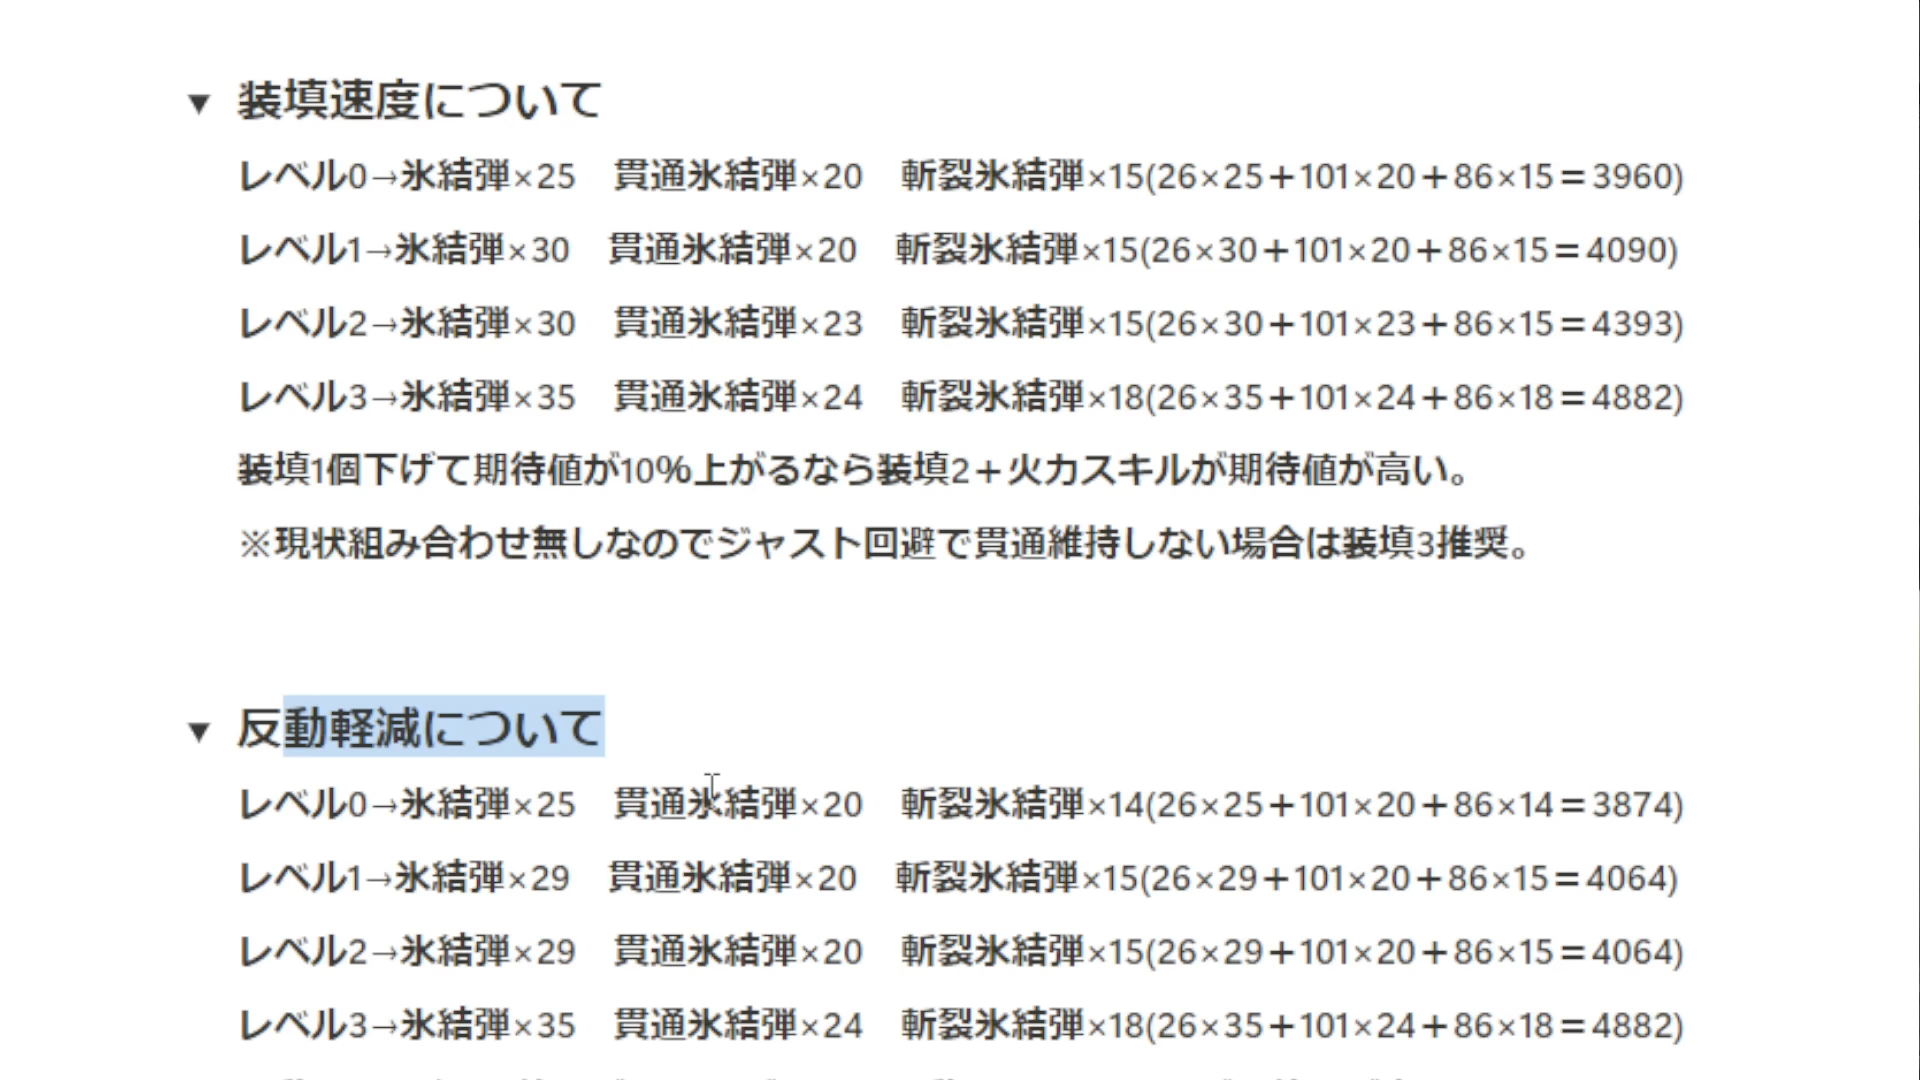 ▼ 装填速度について
レベル0→氷結弾×25　貫通氷結弾×20　斬裂氷結弾×15(26×25＋101×20＋86×15＝3960)
レベル1→氷結弾×30　貫通氷結弾×20　斬裂氷結弾×15(26×30＋101×20＋86×15＝4090)
レベル2→氷結弾×30　貫通氷結弾×23　斬裂氷結弾×15(26×30＋101×23＋86×15＝4393)
レベル3→氷結弾×35　貫通氷結弾×24　斬裂氷結弾×18(26×35＋101×24＋86×18＝4882)
装填1個下げて期待値が10%上がるなら装填2＋火力スキルが期待値が高い。
※現状組み合わせ無しなのでジャスト回避で貫通維持しない場合は装填3推奨。
▼ 反動軽減について
レベル0→氷結弾×25　貫通氷結弾×20　斬裂氷結弾×14(26×25＋101×20＋86×14＝3874)
レベル1→氷結弾×29　貫通氷結弾×20　斬裂氷結弾×15(26×29＋101×20＋86×15＝4064)
レベル2→氷結弾×29　貫通氷結弾×20　斬裂氷結弾×15(26×29＋101×20＋86×15＝4064)
レベル3→氷結弾×35　貫通氷結弾×24　斬裂氷結弾×18(26×35＋101×24＋86×18＝4882)